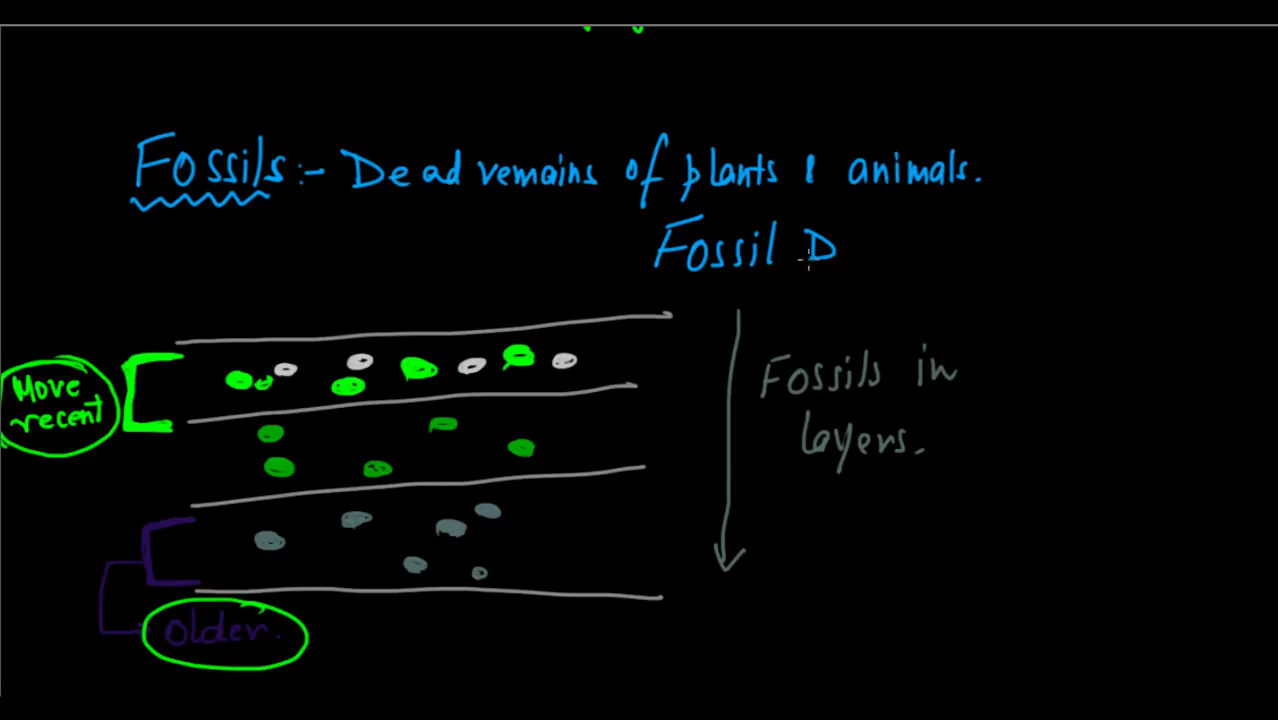 Fossils:- Dead remains of plants & animals.
Fossil D
More recent
Fossils in
layers.
older.